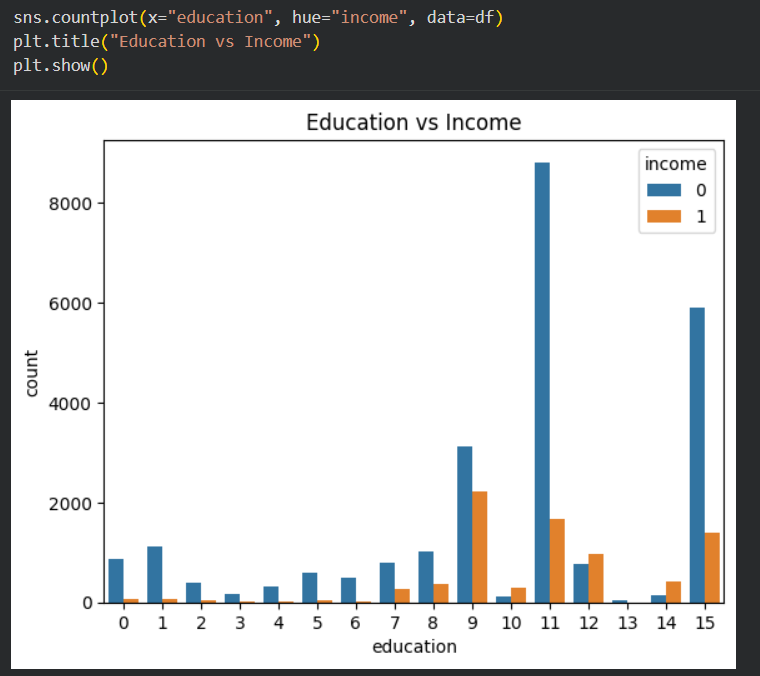 sns.countplot(x="education", hue="income", data=df)
plt.title("Education vs Income")
plt.show()
Education vs Income
income
0
1
8000
6000
4000
2000
0
count
0 1 2 3 4 5 6 7 8 9 10 11 12 13 14 15
education